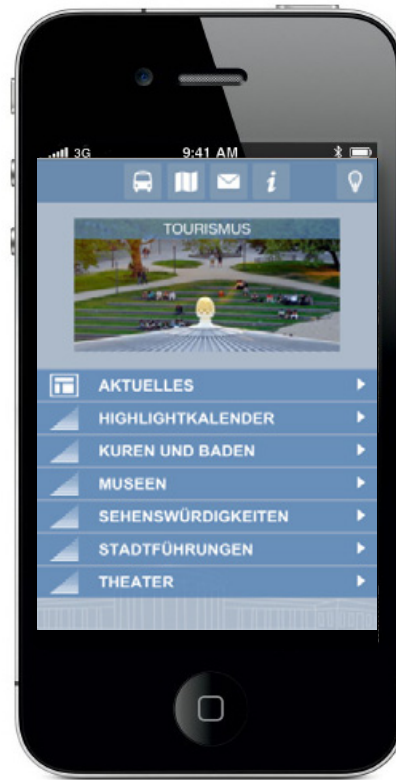 3G 9:41 AM
i
TOURISMUS
AKTUELLES
HIGHLIGHTKALENDER
KUREN UND BADEN
MUSEEN
SEHENSWÜRDIGKEITEN
STADTFÜHRUNGEN
THEATER